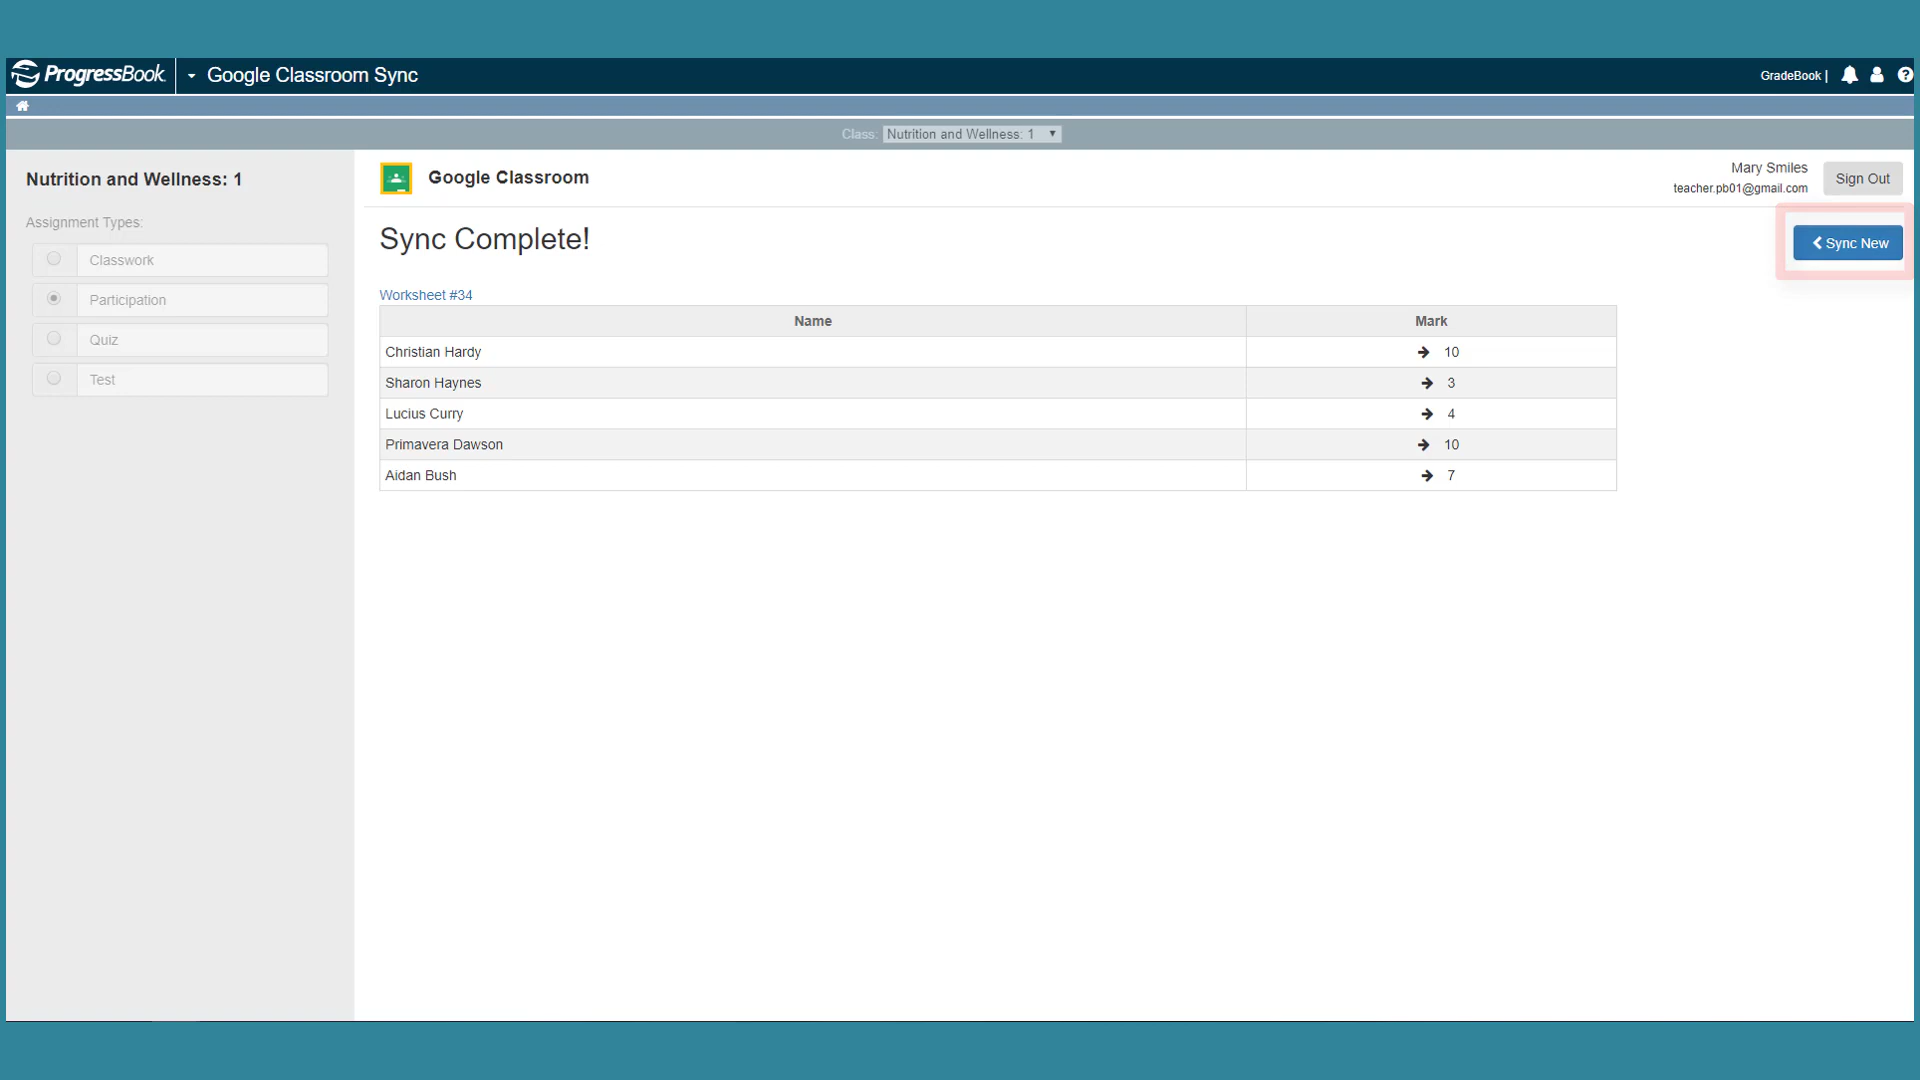 ProgressBook Google Classroom Sync GradeBook |
Class: Nutrition and Wellness: 1
Nutrition and Wellness: 1
Assignment Types:
Classwork
Participation
Quiz
Test
Google Classroom
Mary Smiles
teacher.pb01@gmail.com
Sign Out
Sync Complete!
Sync New
Worksheet #34
Name Mark
Christian Hardy 10
Sharon Haynes 3
Lucius Curry 4
Primavera Dawson 10
Aidan Bush 7